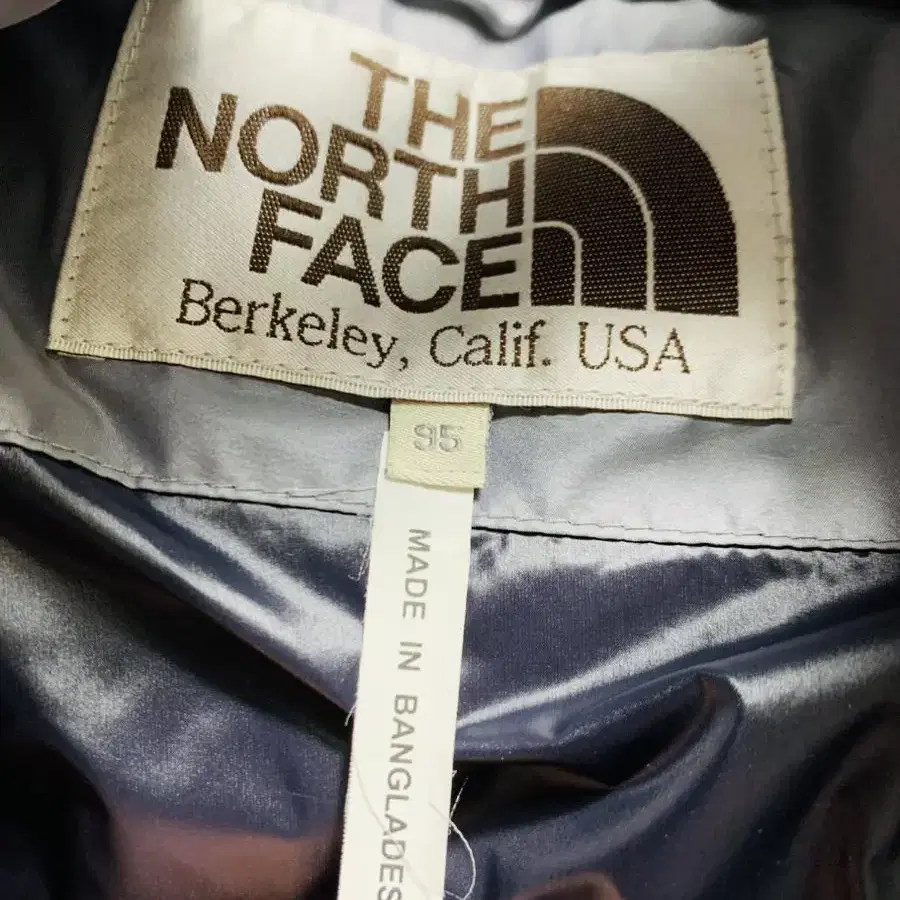 THE
NORTH
FACE
Berkeley, Calif. USA
95
MADE IN BANGLADES